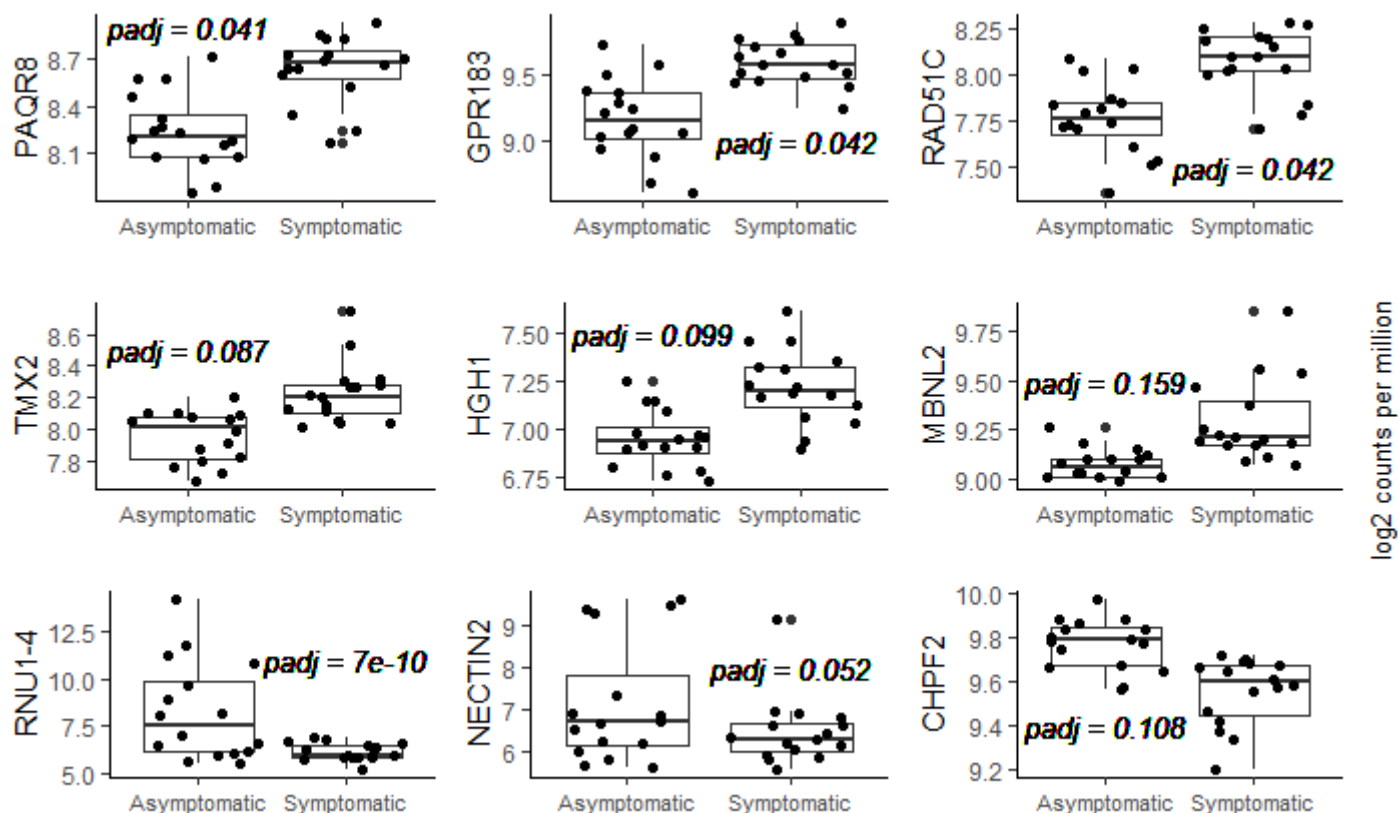 PAQR8
8.7
8.4
8.1
padj = 0.041
Asymptomatic Symptomatic
GPR183
9.5
9.0
padj = 0.042
Asymptomatic Symptomatic
RAD51C
8.25
8.00
7.75
7.50
padj = 0.042
Asymptomatic Symptomatic
TMX2
8.6
8.4
8.2
8.0
7.8
padj = 0.087
Asymptomatic Symptomatic
HGH1
7.50
7.25
7.00
6.75
padj = 0.099
Asymptomatic Symptomatic
MBNL2
9.75
9.50
9.25
9.00
padj = 0.159
Asymptomatic Symptomatic
log2 counts per million
RNU1-4
12.5
10.0
7.5
5.0
padj = 7e-10
Asymptomatic Symptomatic
NECTIN2
9
8
7
6
padj = 0.052
Asymptomatic Symptomatic
CHPF2
10.0
9.8
9.6
9.4
9.2
padj = 0.108
Asymptomatic Symptomatic